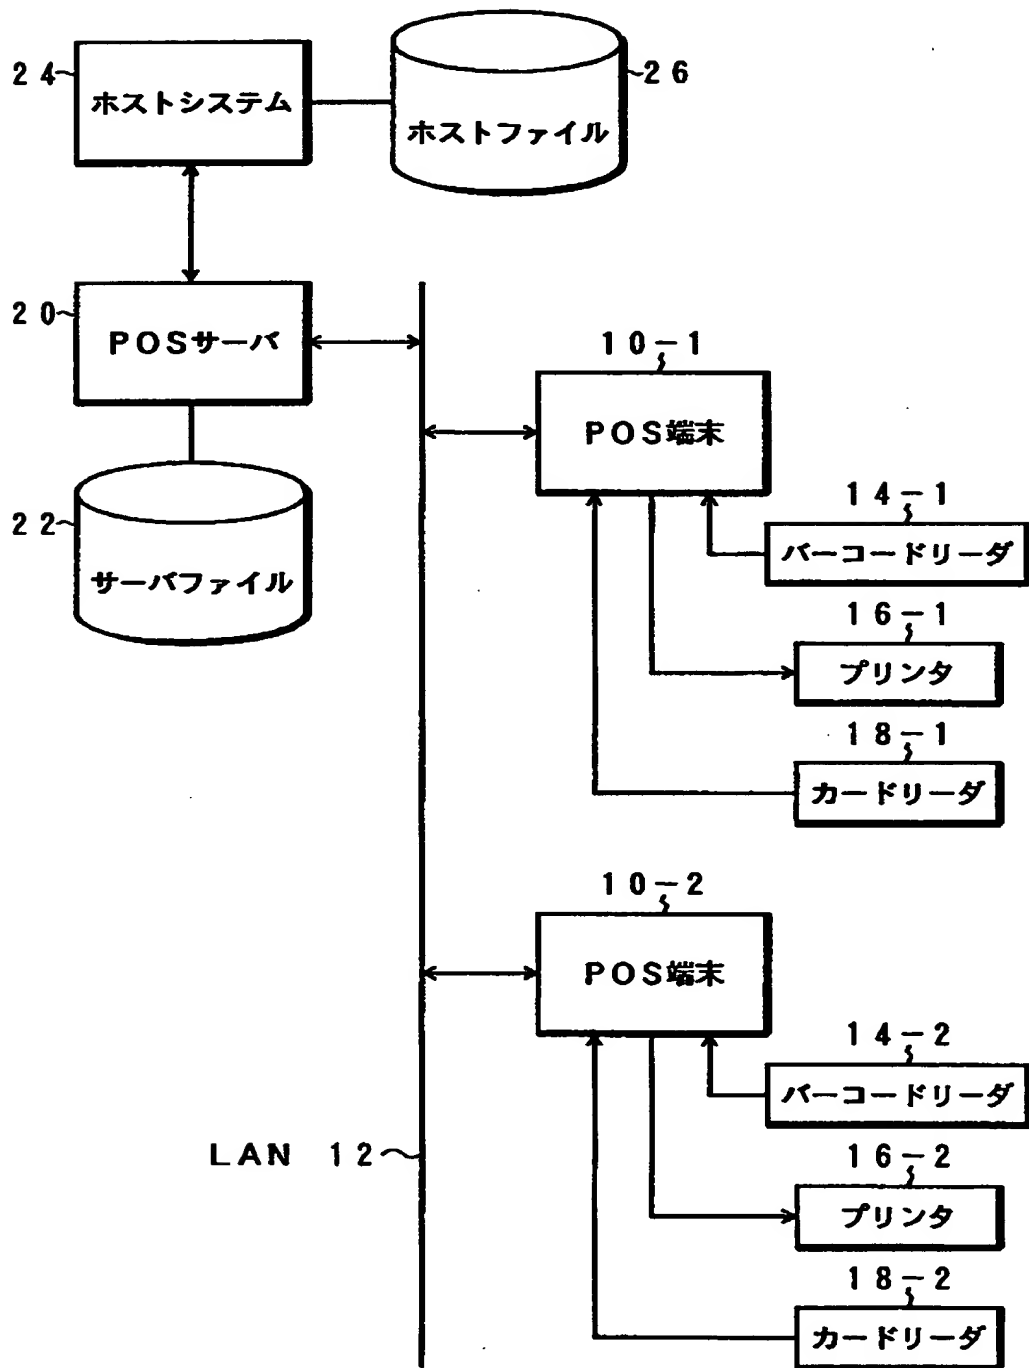 24
ホストシステム
26
ホストファイル
20
POSサーバ
22
サーバファイル
10-1
POS端末
14-1
バーコードリーダ
16-1
プリンタ
18-1
カードリーダ
10-2
POS端末
14-2
バーコードリーダ
LAN 12
16-2
プリンタ
18-2
カードリーダ